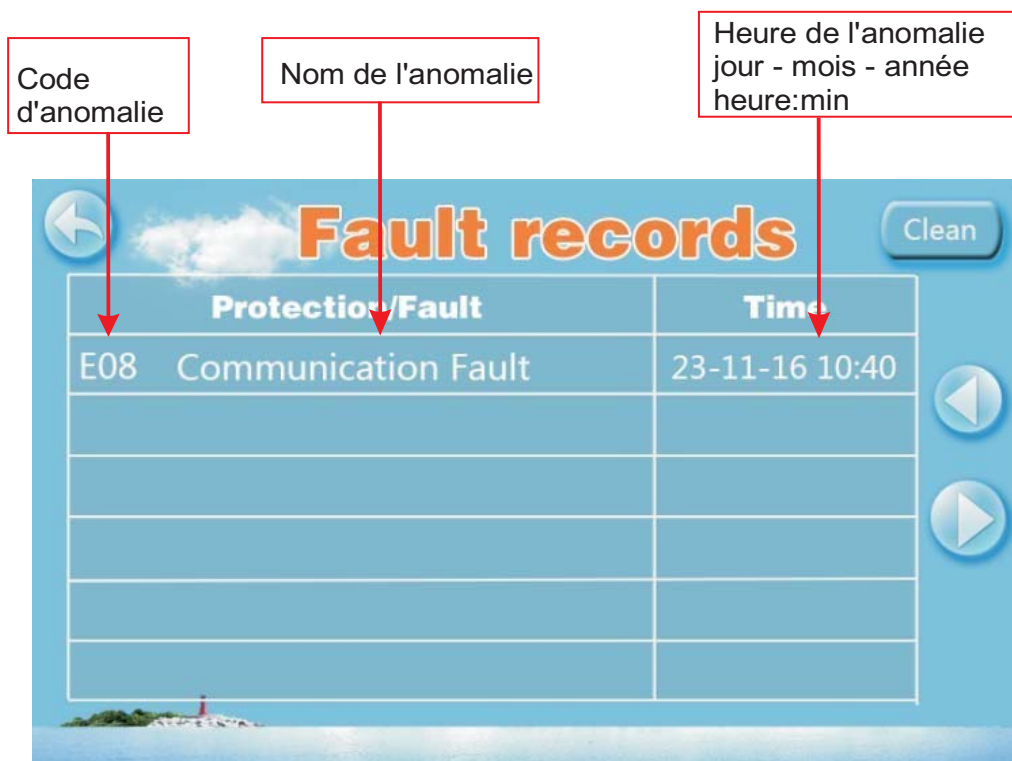 Code
d'anomalie
Nom de l'anomalie
Heure de l'anomalie
jour - mois - année
heure:min
Fault records
Clean
Protection/Fault
Time
E08 Communication Fault
23-11-16 10:40